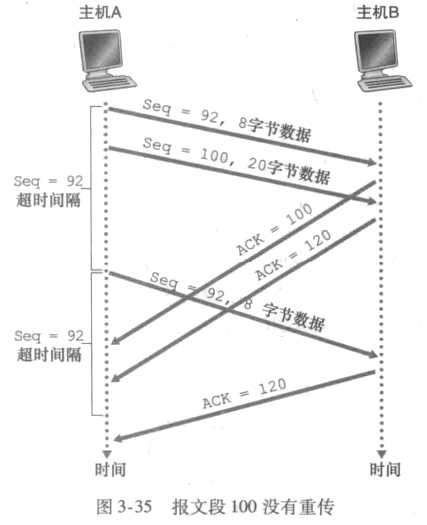 主机A
主机B
Seq = 92, 8字节数据
Seq = 100, 20字节数据
Seq = 92
超时间隔
ACK = 100
ACK = 120
Seq = 92, 8 字节数据
Seq = 92
超时间隔
ACK = 120
时间
时间
图 3-35 报文段 100 没有重传